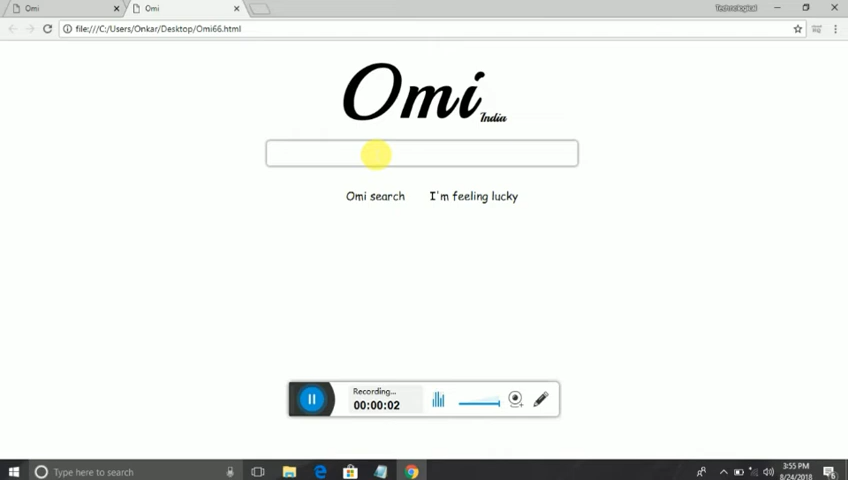 Omi
Omi
Technological
file:///C:/Users/Onkar/Desktop/Omi66.html
Omi
India
Omi search
I'm feeling lucky
Recording...
00:00:02
Type here to search
3:55 PM
8/24/2018